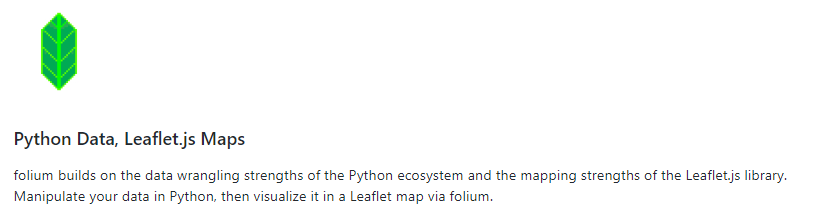 Python Data, Leaflet.js Maps
folium builds on the data wrangling strengths of the Python ecosystem and the mapping strengths of the Leaflet.js library.
Manipulate your data in Python, then visualize it in a Leaflet map via folium.